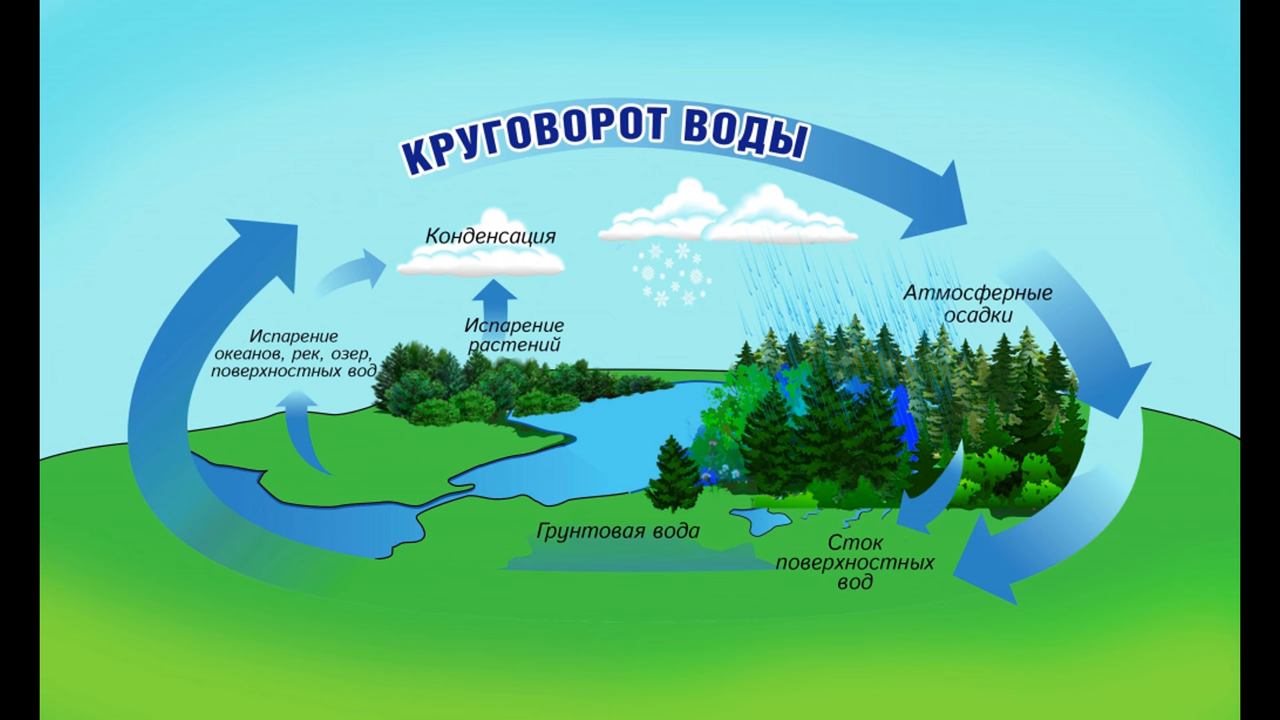 КРУГОВОРОТ ВОДЫ
Конденсация
Испарение
растений
Испарение
океанов, рек, озер,
поверхностных вод
Атмосферные
осадки
Грунтовая вода
Сток
поверхностных
вод